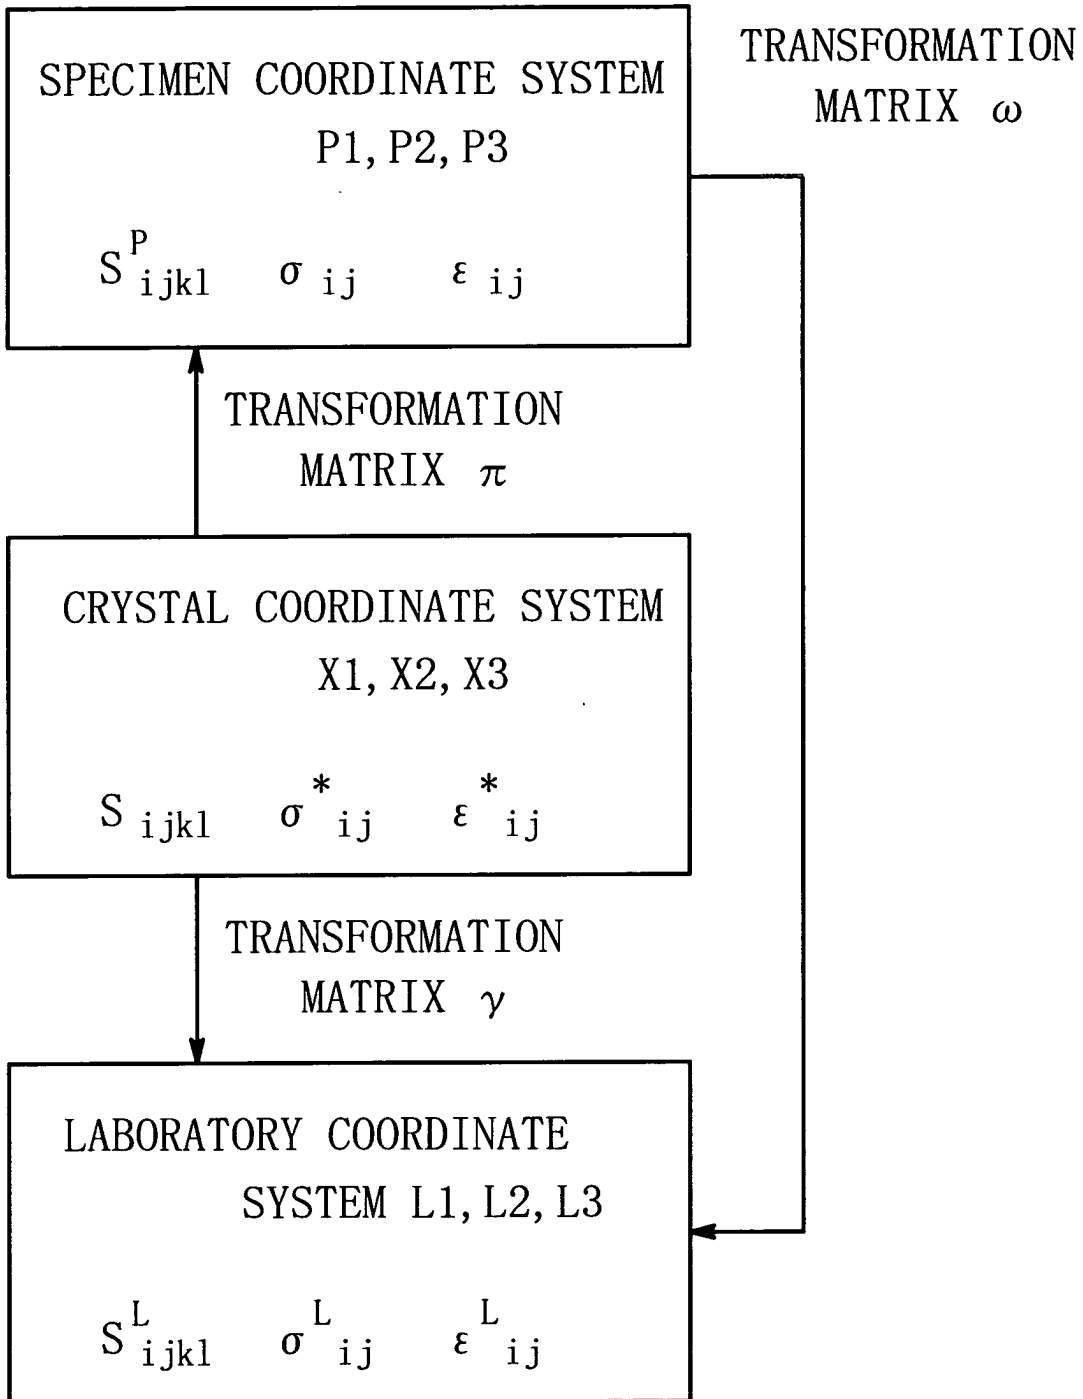 SPECIMEN COORDINATE SYSTEM
P1, P2, P3
S^P_ijkl σ_ij ε_ij
TRANSFORMATION
MATRIX ω
TRANSFORMATION
MATRIX π
CRYSTAL COORDINATE SYSTEM
X1, X2, X3
S_ijkl σ^*_ij ε^*_ij
TRANSFORMATION
MATRIX γ
LABORATORY COORDINATE
SYSTEM L1, L2, L3
S^L_ijkl σ^L_ij ε^L_ij